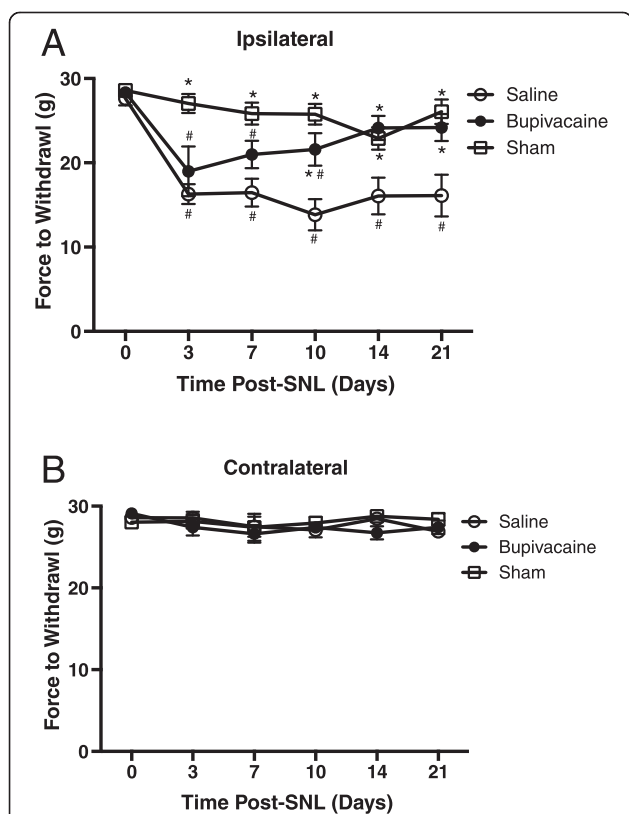 A
Ipsilateral
Force to Withdrawl (g)
30
20
10
0
* * * * *
# # * # * *
# # # # #
0 3 7 10 14 21
Time Post-SNL (Days)
Saline
Bupivacaine
Sham
B
Contralateral
Force to Withdrawl (g)
30
20
10
0
0 3 7 10 14 21
Time Post-SNL (Days)
Saline
Bupivacaine
Sham